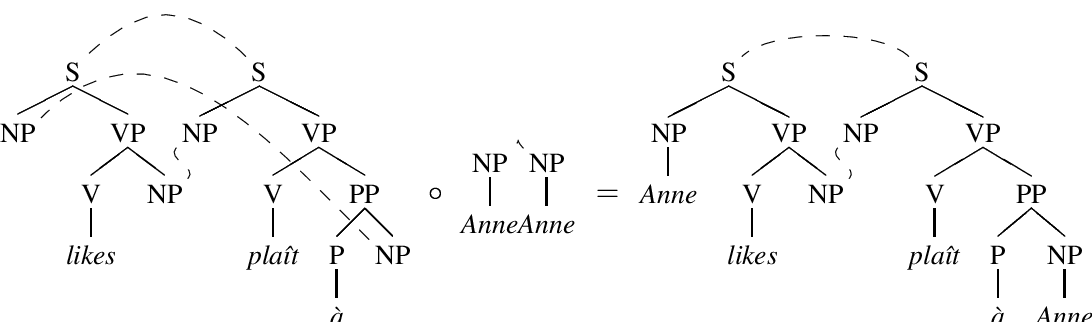 S S S S
NP VP NP VP NP VP NP VP
NP NP
V NP V PP ∘ = Anne V NP V PP
AnneAnne
likes plaît P NP likes plaît P NP
à à Anne